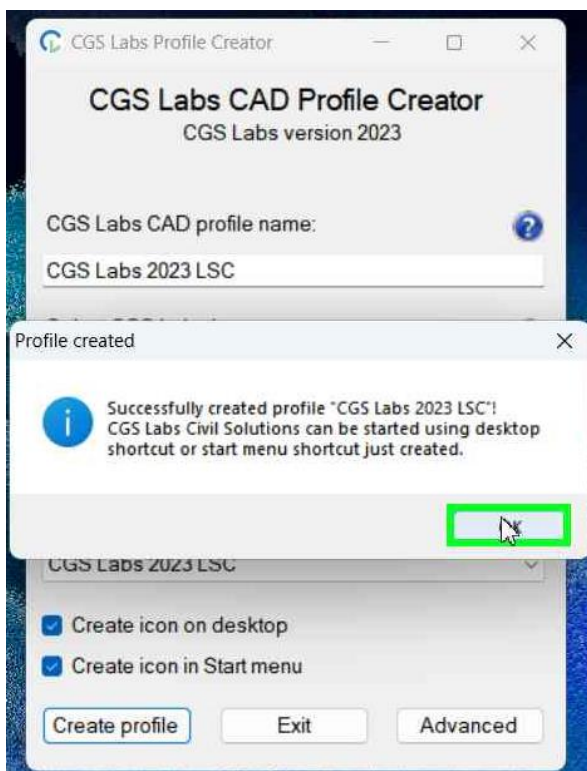 CGS Labs Profile Creator
CGS Labs CAD Profile Creator
CGS Labs version 2023
CGS Labs CAD profile name:
CGS Labs 2023 LSC
Profile created
Successfully created profile "CGS Labs 2023 LSC"!
CGS Labs Civil Solutions can be started using desktop
shortcut or start menu shortcut just created.
CGS Labs 2023 LSC
Create icon on desktop
Create icon in Start menu
Create profile
Exit
Advanced